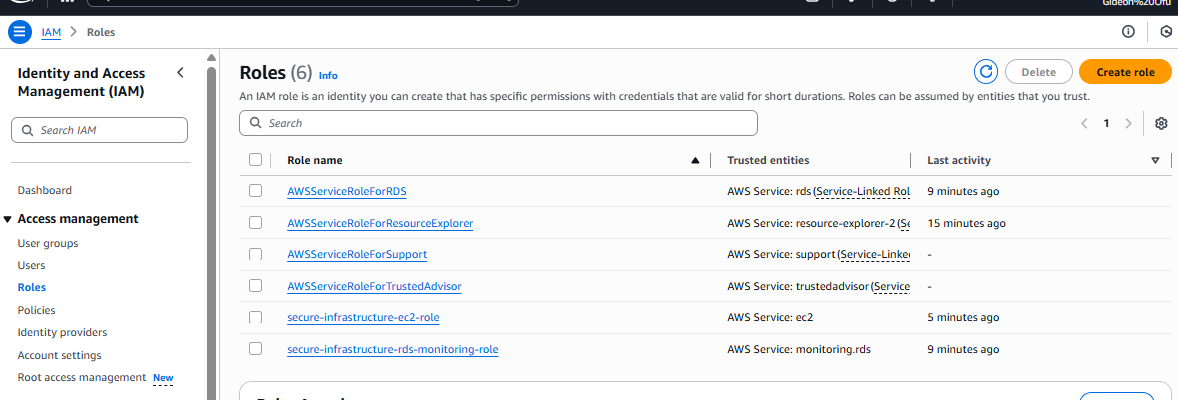 Gideon%20Ofu
IAM > Roles
Identity and Access
Management (IAM)
Search IAM
Dashboard
Access management
User groups
Users
Roles
Policies
Identity providers
Account settings
Root access management New
Roles (6) Info
Delete
Create role
An IAM role is an identity you can create that has specific permissions with credentials that are valid for short durations. Roles can be assumed by entities that you trust.
Search
1
Role name Trusted entities Last activity
AWSServiceRoleForRDS AWS Service: rds (Service-Linked Rol 9 minutes ago
AWSServiceRoleForResourceExplorer AWS Service: resource-explorer-2 (Se 15 minutes ago
AWSServiceRoleForSupport AWS Service: support (Service-Linke -
AWSServiceRoleForTrustedAdvisor AWS Service: trustedadvisor (Service -
secure-infrastructure-ec2-role AWS Service: ec2 5 minutes ago
secure-infrastructure-rds-monitoring-role AWS Service: monitoring.rds 9 minutes ago